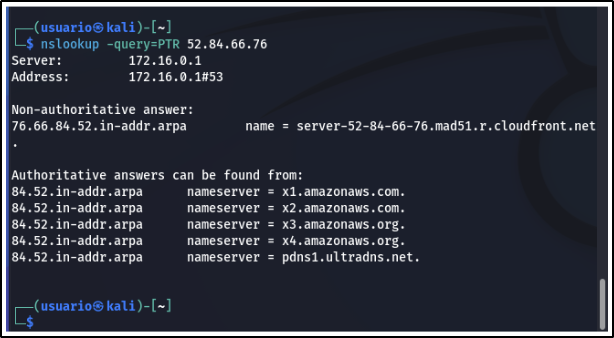 ┌──(usuario㉿kali)-[~]
└─$ nslookup -query=PTR 52.84.66.76
Server:         172.16.0.1
Address:        172.16.0.1#53
Non-authoritative answer:
76.66.84.52.in-addr.arpa        name = server-52-84-66-76.mad51.r.cloudfront.net
.
Authoritative answers can be found from:
84.52.in-addr.arpa      nameserver = x1.amazonaws.com.
84.52.in-addr.arpa      nameserver = x2.amazonaws.com.
84.52.in-addr.arpa      nameserver = x3.amazonaws.org.
84.52.in-addr.arpa      nameserver = x4.amazonaws.org.
84.52.in-addr.arpa      nameserver = pdns1.ultradns.net.
┌──(usuario㉿kali)-[~]
└─$